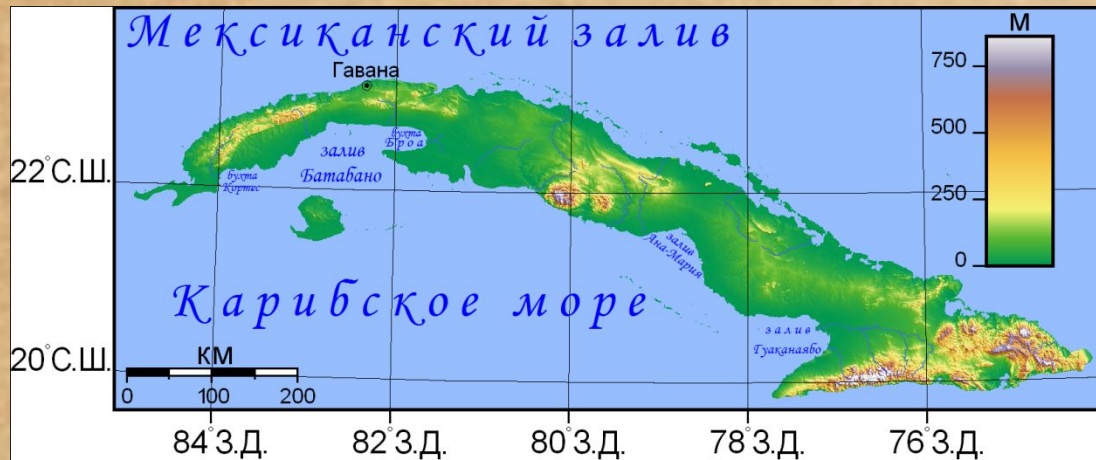 Мексиканский залив
М
750
500
250
0
Гавана
бухта
Броа
залив
Батабано
бухта
Кортес
22°С.Ш.
залив
Ана-Мария
Карибское море
залив
Гуаканаябо
20°С.Ш.
КМ
0 100 200
84°З.Д. 82°З.Д. 80°З.Д. 78°З.Д. 76°З.Д.